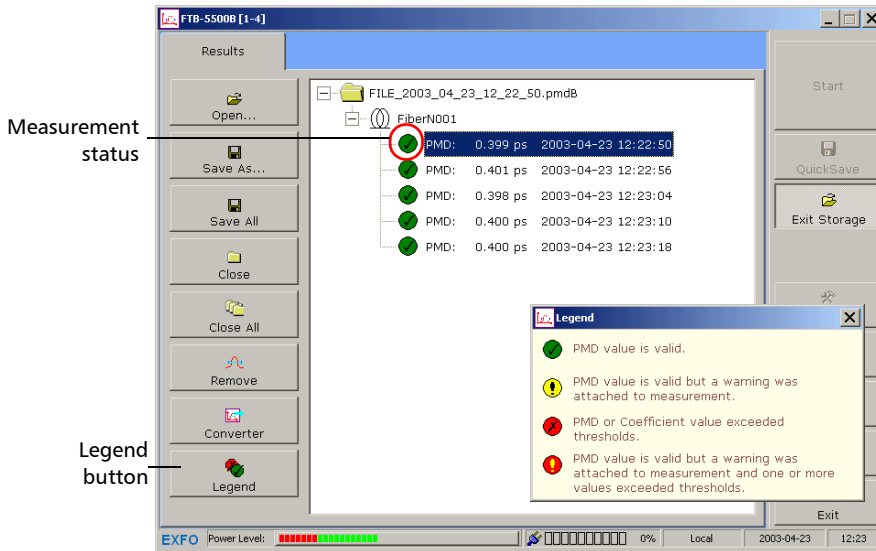 FTB-5500B [1-4]
Results
Open...
Save As...
Save All
Close
Close All
Remove
Converter
Legend
Measurement
status
Legend
button
FILE_2003_04_23_12_22_50.pmdB
FiberN001
PMD: 0.399 ps 2003-04-23 12:22:50
PMD: 0.401 ps 2003-04-23 12:22:56
PMD: 0.398 ps 2003-04-23 12:23:04
PMD: 0.400 ps 2003-04-23 12:23:10
PMD: 0.400 ps 2003-04-23 12:23:18
Start
QuickSave
Exit Storage
Legend
PMD value is valid.
PMD value is valid but a warning was
attached to measurement.
PMD or Coefficient value exceeded
thresholds.
PMD value is valid but a warning was
attached to measurement and one or more
values exceeded thresholds.
Exit
EXFO Power Level: 0% Local 2003-04-23 12:23